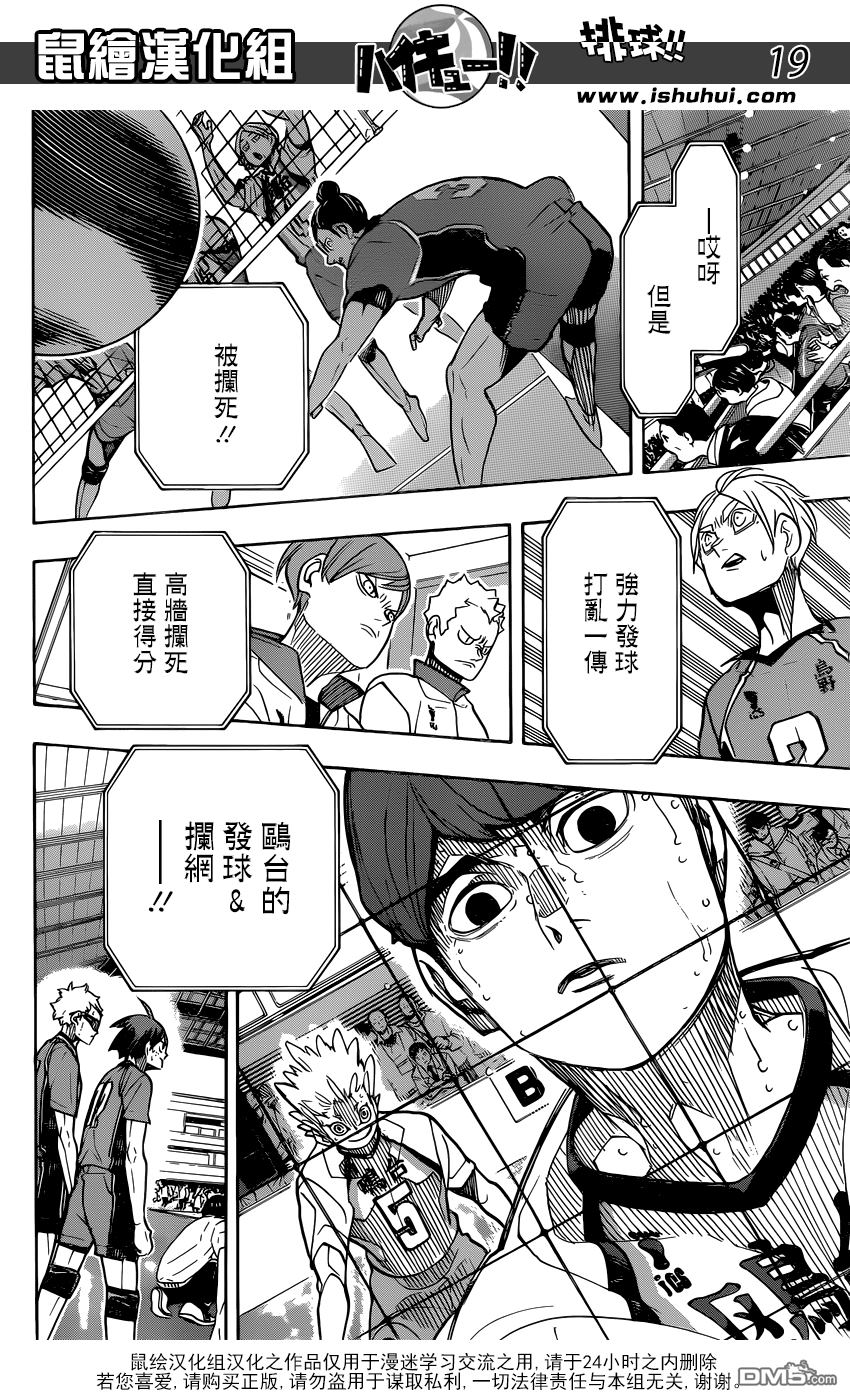 鼠繪漢化組
ハイキュー!!
排球!!
19
www.ishuhui.com
—哎呀
但是
被攔死!!
強力發球
打亂一傳
高牆攔死
直接得分
鷗台的
發球&
攔網
—!!
烏野
2
B
鷗台
5
鼠绘汉化组汉化之作品仅用于漫迷学习交流之用, 请于24小时之内删除
若您喜爱, 请购买正版, 请勿盗用于谋取私利, 一切法律责任与本组无关, 谢谢。
DM5.com